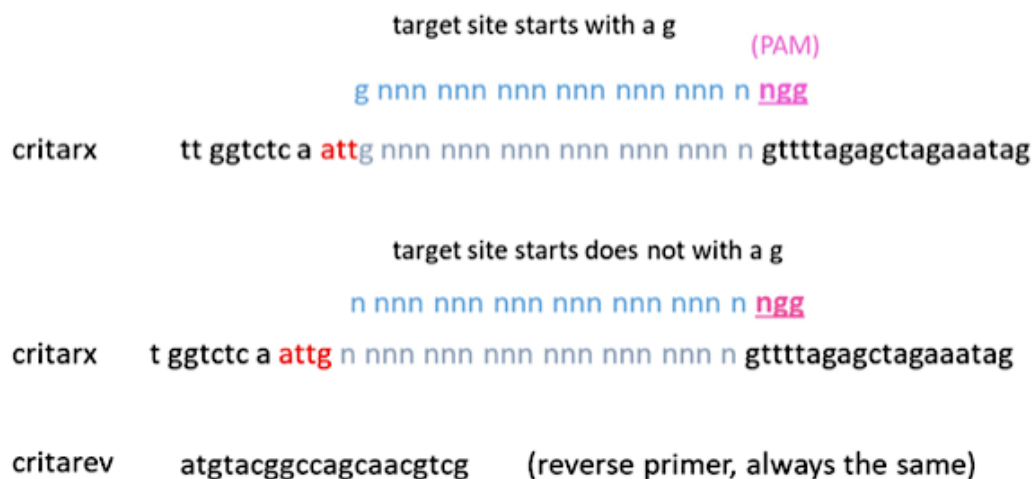 target site starts with a g
(PAM)
g nnn nnn nnn nnn nnn nnn n ngg
critarx tt ggtctc a attg nnn nnn nnn nnn nnn nnn n gttttagagctagaaatag
target site starts does not with a g
n nnn nnn nnn nnn nnn nnn n ngg
critarx t ggtctc a attg n nnn nnn nnn nnn nnn nnn n gttttagagctagaaatag
critarev atgtacggccagcaacgtcg (reverse primer, always the same)